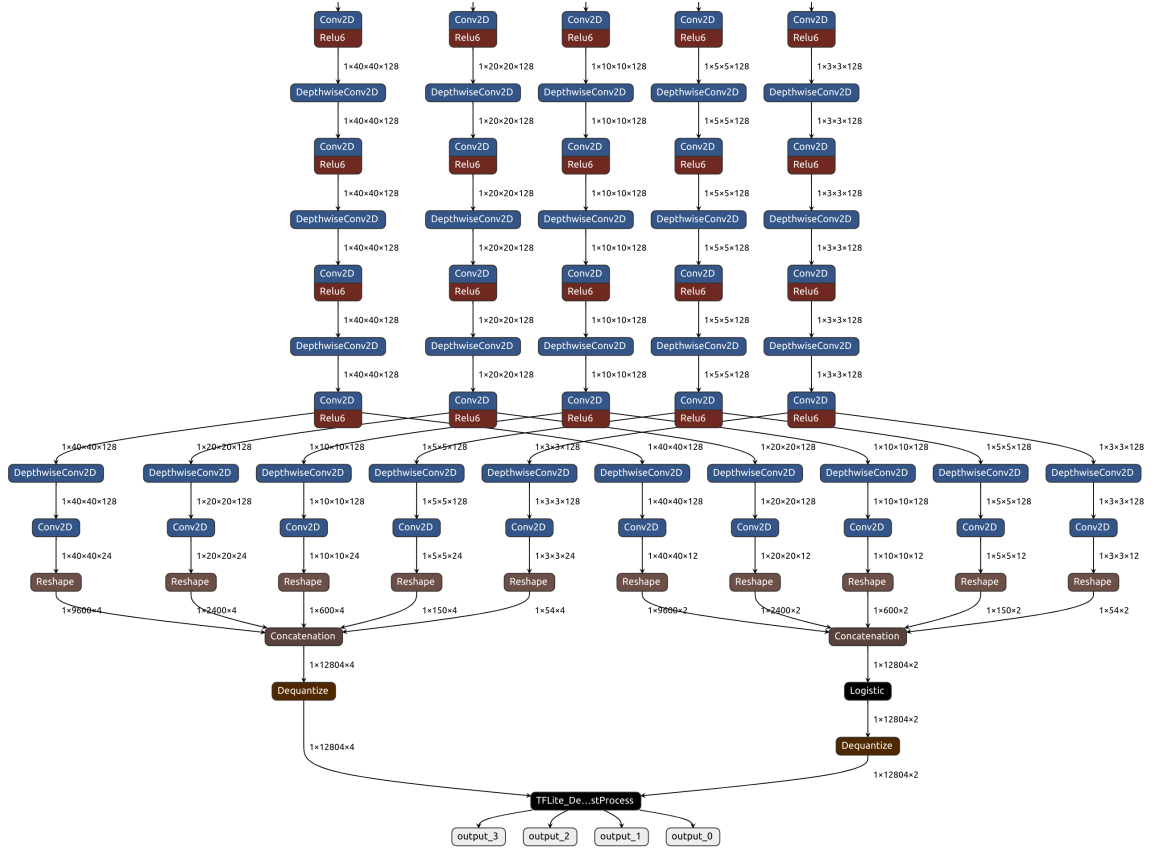 Conv2D Conv2D Conv2D Conv2D Conv2D
Relu6 Relu6 Relu6 Relu6 Relu6
1×40×40×128 1×20×20×128 1×10×10×128 1×5×5×128 1×3×3×128
DepthwiseConv2D DepthwiseConv2D DepthwiseConv2D DepthwiseConv2D DepthwiseConv2D
1×40×40×128 1×20×20×128 1×10×10×128 1×5×5×128 1×3×3×128
Conv2D Conv2D Conv2D Conv2D Conv2D
Relu6 Relu6 Relu6 Relu6 Relu6
1×40×40×128 1×20×20×128 1×10×10×128 1×5×5×128 1×3×3×128
DepthwiseConv2D DepthwiseConv2D DepthwiseConv2D DepthwiseConv2D DepthwiseConv2D
1×40×40×128 1×20×20×128 1×10×10×128 1×5×5×128 1×3×3×128
Conv2D Conv2D Conv2D Conv2D Conv2D
Relu6 Relu6 Relu6 Relu6 Relu6
1×40×40×128 1×20×20×128 1×10×10×128 1×5×5×128 1×3×3×128
DepthwiseConv2D DepthwiseConv2D DepthwiseConv2D DepthwiseConv2D DepthwiseConv2D
1×40×40×128 1×20×20×128 1×10×10×128 1×5×5×128 1×3×3×128
Conv2D Conv2D Conv2D Conv2D Conv2D
Relu6 Relu6 Relu6 Relu6 Relu6
1×40×40×128 1×20×20×128 1×10×10×128 1×5×5×128 1×3×3×128 1×40×40×128 1×20×20×128 1×10×10×128 1×5×5×128 1×3×3×128
DepthwiseConv2D DepthwiseConv2D DepthwiseConv2D DepthwiseConv2D DepthwiseConv2D DepthwiseConv2D DepthwiseConv2D DepthwiseConv2D DepthwiseConv2D DepthwiseConv2D
1×40×40×128 1×20×20×128 1×10×10×128 1×5×5×128 1×3×3×128 1×40×40×128 1×20×20×128 1×10×10×128 1×5×5×128 1×3×3×128
Conv2D Conv2D Conv2D Conv2D Conv2D Conv2D Conv2D Conv2D Conv2D Conv2D
1×40×40×24 1×20×20×24 1×10×10×24 1×5×5×24 1×3×3×24 1×40×40×12 1×20×20×12 1×10×10×12 1×5×5×12 1×3×3×12
Reshape Reshape Reshape Reshape Reshape Reshape Reshape Reshape Reshape Reshape
1×9600×4 1×2400×4 1×600×4 1×150×4 1×54×4 1×9600×2 1×2400×2 1×600×2 1×150×2 1×54×2
Concatenation Concatenation
1×12804×4 1×12804×2
Dequantize Logistic
1×12804×2
1×12804×4 Dequantize
1×12804×2
TFLite_De...stProcess
output_3 output_2 output_1 output_0